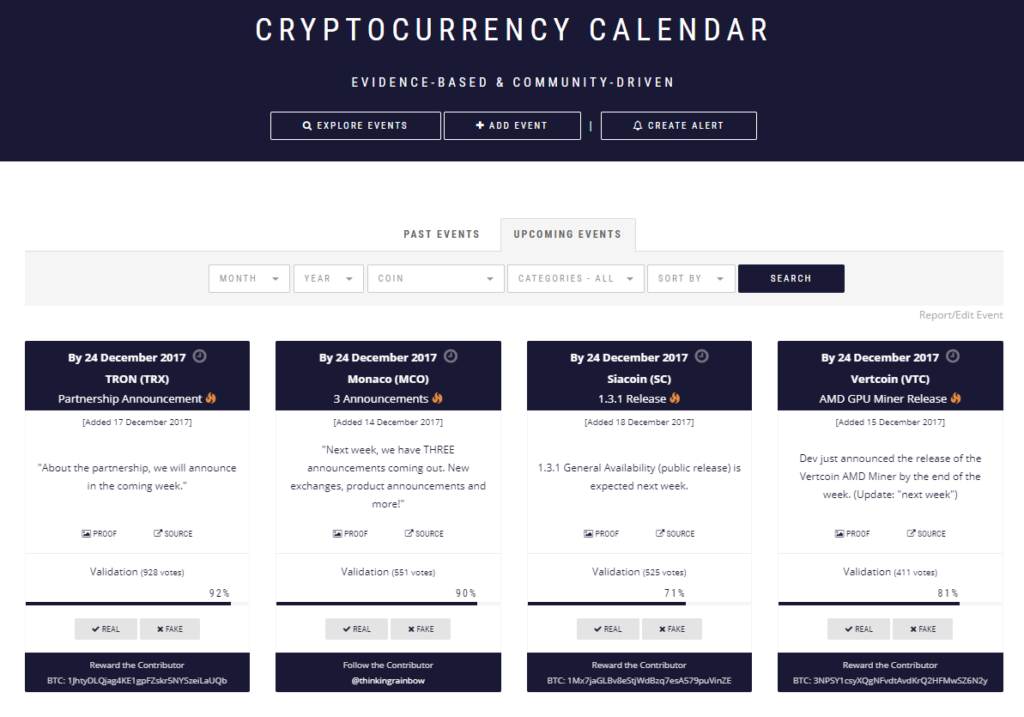 CRYPTOCURRENCY CALENDAR
EVIDENCE-BASED & COMMUNITY-DRIVEN
EXPLORE EVENTS
ADD EVENT
|
CREATE ALERT
PAST EVENTS
UPCOMING EVENTS
MONTH
YEAR
COIN
CATEGORIES - ALL
SORT BY
SEARCH
Report/Edit Event
By 24 December 2017
TRON (TRX)
Partnership Announcement
[Added 17 December 2017]
"About the partnership, we will announce
in the coming week."
PROOF
SOURCE
Validation (928 votes)
92%
REAL
FAKE
Reward the Contributor
BTC: 1JhtyDLQjag4KE1gpFZskr5NYSzeiLaUQb
By 24 December 2017
Monaco (MCO)
3 Announcements
[Added 14 December 2017]
"Next week, we have THREE
announcements coming out. New
exchanges, product announcements and
more!"
PROOF
SOURCE
Validation (551 votes)
90%
REAL
FAKE
Follow the Contributor
@thinkingrainbow
By 24 December 2017
Siacoin (SC)
1.3.1 Release
[Added 18 December 2017]
1.3.1 General Availability (public release) is
expected next week.
PROOF
SOURCE
Validation (525 votes)
71%
REAL
FAKE
Reward the Contributor
BTC: 1Mx7jaGLBv8eStjWdBzq7esA579puVinZE
By 24 December 2017
Vertcoin (VTC)
AMD GPU Miner Release
[Added 15 December 2017]
Dev just announced the release of the
Vertcoin AMD Miner by the end of the
week. (Update: "next week")
PROOF
SOURCE
Validation (411 votes)
81%
REAL
FAKE
Reward the Contributor
BTC: 3NPSY1csyXQgNFvdtAvdKrQ2HFMwSZ6N2y